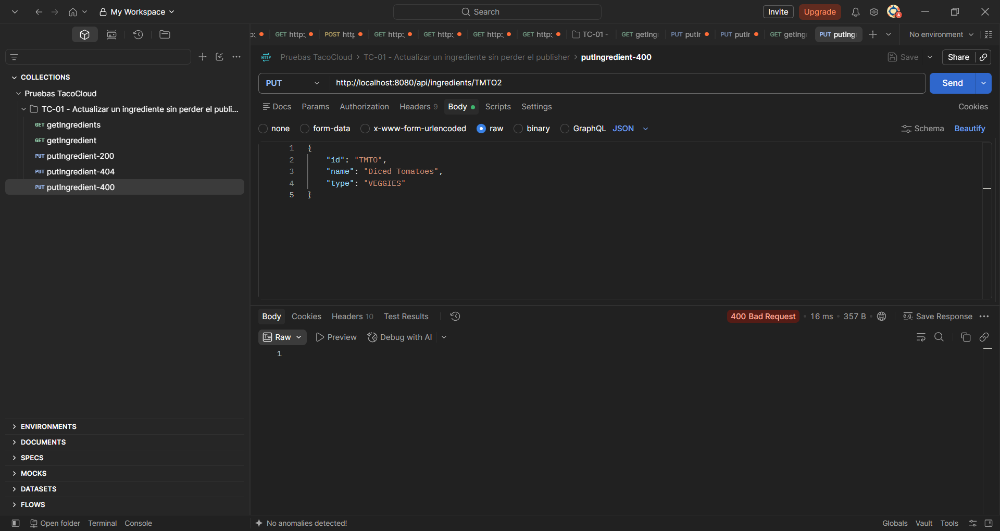 My Workspace
Search
Invite
Upgrade
GET http:
POST http
GET http:
GET http:
GET http:
GET http:
TC-01 -
GET getIng
PUT putIr
PUT putIr
GET getIng
PUT putIng
No environment
Pruebas TacoCloud > TC-01 - Actualizar un ingrediente sin perder el publisher > putIngredient-400
Save
Share
COLLECTIONS
Pruebas TacoCloud
TC-01 - Actualizar un ingrediente sin perder el publi...
GET getIngredients
GET getIngredient
PUT putIngredient-200
PUT putIngredient-404
PUT putIngredient-400
HTTP
PUT
http://localhost:8080/api/ingredients/TMTO2
Send
Docs
Params
Authorization
Headers 9
Body
Scripts
Settings
Cookies
none
form-data
x-www-form-urlencoded
raw
binary
GraphQL
JSON
Schema
Beautify
1 {
2 "id": "TMTO",
3 "name": "Diced Tomatoes",
4 "type": "VEGGIES"
5 }
Body
Cookies
Headers 10
Test Results
400 Bad Request
16 ms
357 B
e.g. Save Response
Raw
Preview
Debug with AI
1
ENVIRONMENTS
DOCUMENTS
SPECS
MOCKS
DATASETS
FLOWS
Open folder
Terminal
Console
No anomalies detected!
Globals
Vault
Tools